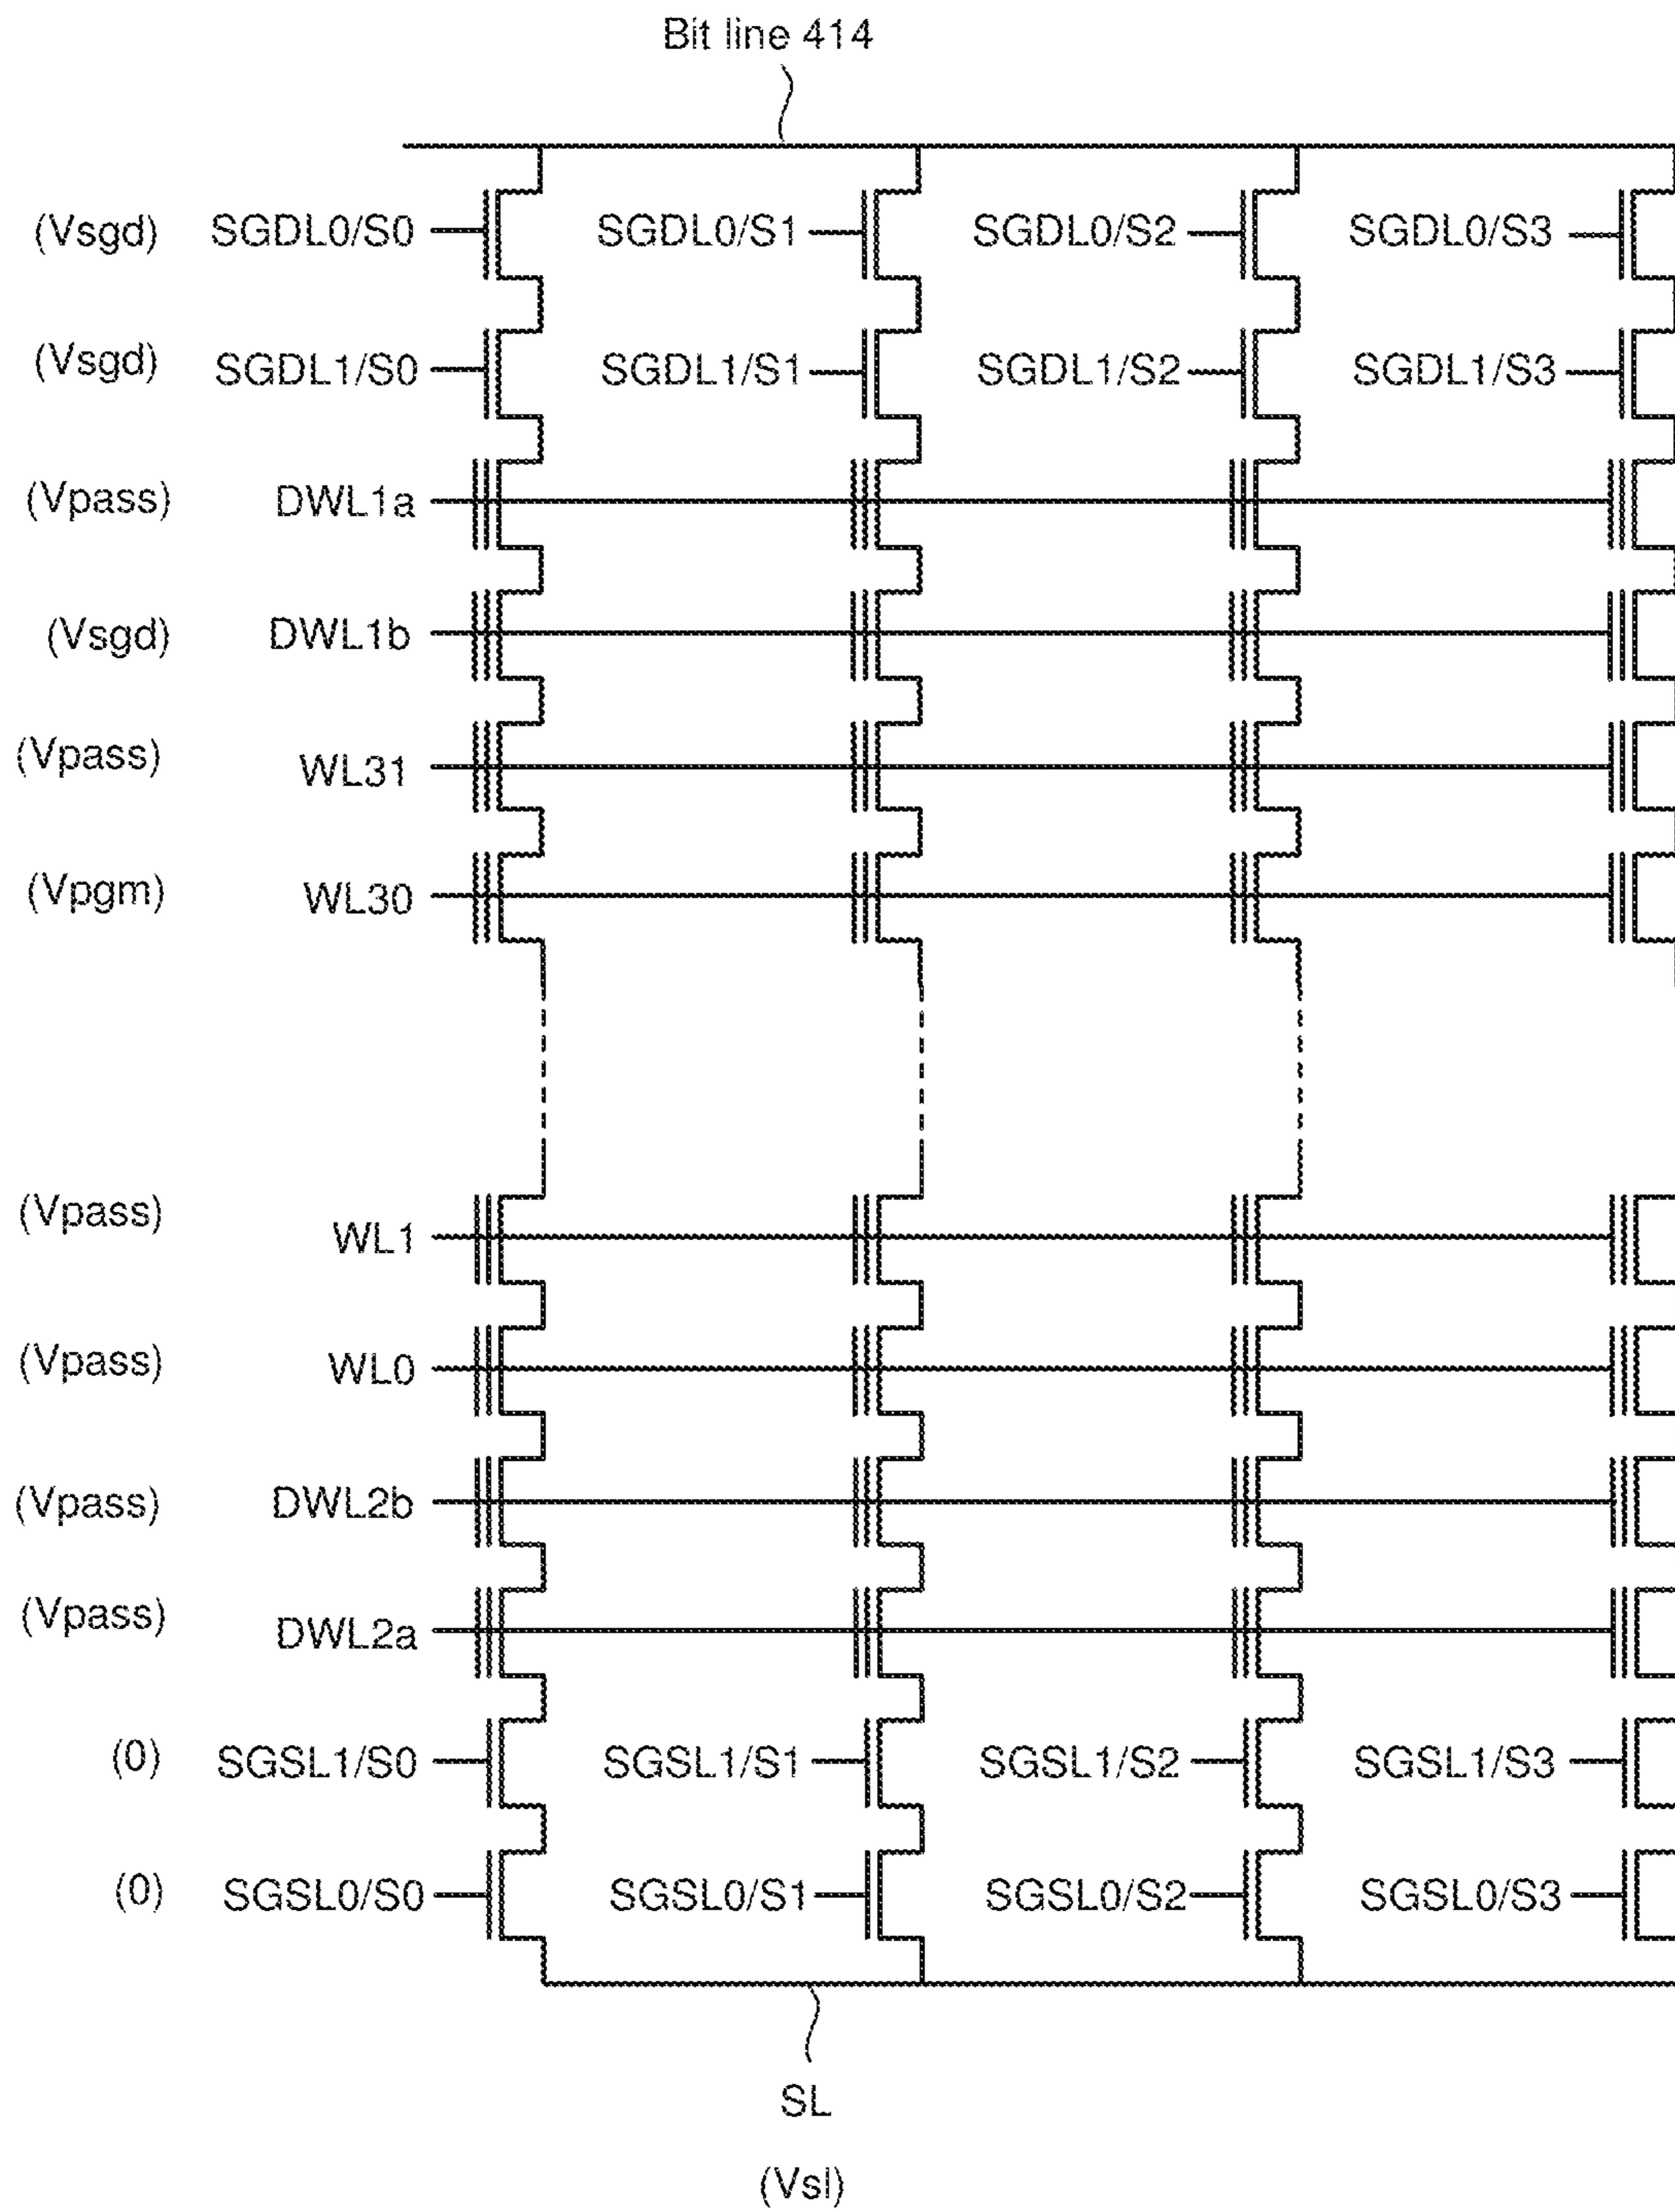 Bit line 414
(Vsgd) SGDL0/S0 SGDL0/S1 SGDL0/S2 SGDL0/S3
(Vsgd) SGDL1/S0 SGDL1/S1 SGDL1/S2 SGDL1/S3
(Vpass) DWL1a
(Vsgd) DWL1b
(Vpass) WL31
(Vpgm) WL30
(Vpass) WL1
(Vpass) WL0
(Vpass) DWL2b
(Vpass) DWL2a
(0) SGSL1/S0 SGSL1/S1 SGSL1/S2 SGSL1/S3
(0) SGSL0/S0 SGSL0/S1 SGSL0/S2 SGSL0/S3
SL
(Vsl)